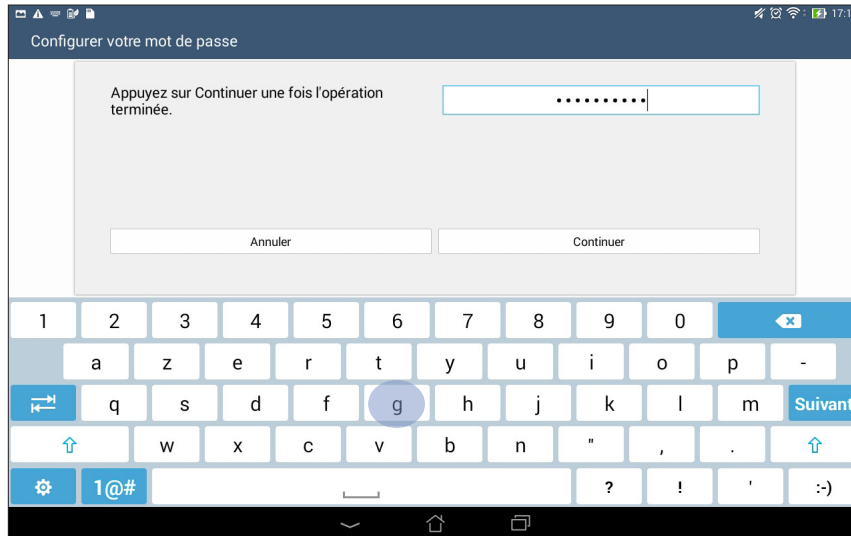 17:1
Configurer votre mot de passe
Appuyez sur Continuer une fois l'opération
terminée.
••••••••••
Annuler
Continuer
1 2 3 4 5 6 7 8 9 0
a z e r t y u i o p -
q s d f g h j k l m Suivant
w x c v b n " , .
1@# ? ! ' :-)